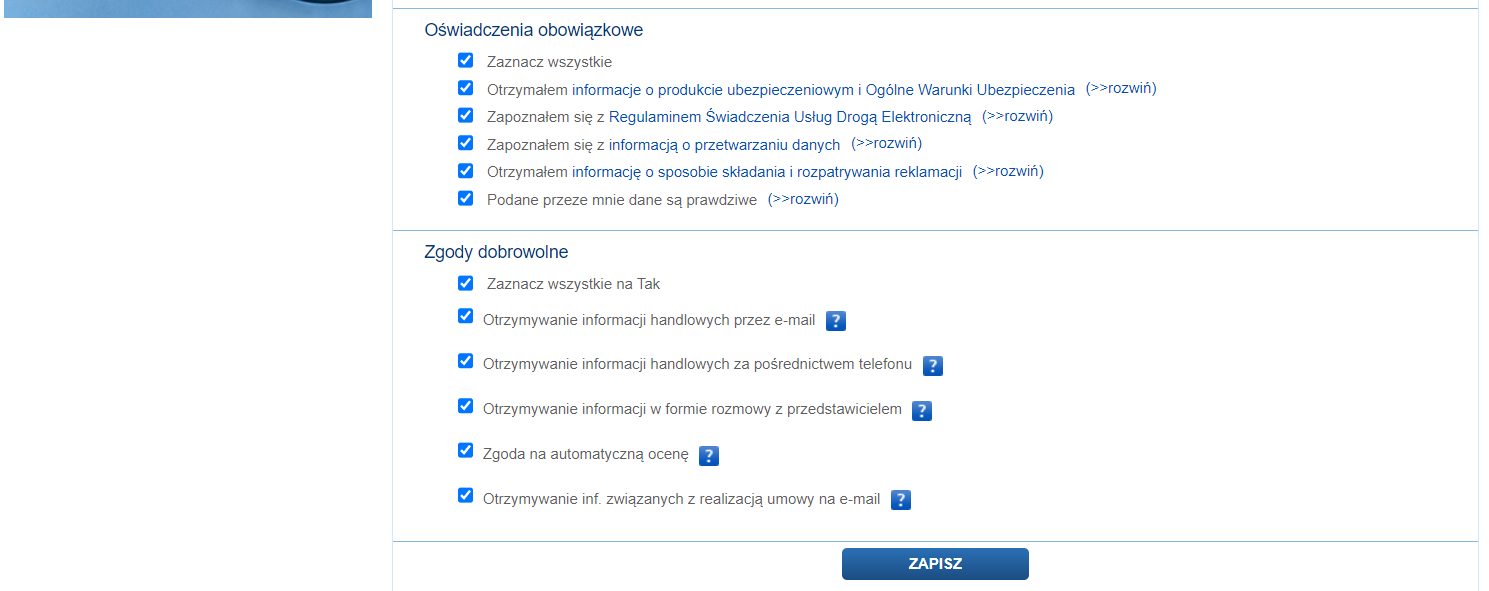 Oświadczenia obowiązkowe
Zaznacz wszystkie
Otrzymałem informacje o produkcie ubezpieczeniowym i Ogólne Warunki Ubezpieczenia (>>rozwiń)
Zapoznałem się z Regulaminem Świadczenia Usług Drogą Elektroniczną (>>rozwiń)
Zapoznałem się z informacją o przetwarzaniu danych (>>rozwiń)
Otrzymałem informację o sposobie składania i rozpatrywania reklamacji (>>rozwiń)
Podane przeze mnie dane są prawdziwe (>>rozwiń)
Zgody dobrowolne
Zaznacz wszystkie na Tak
Otrzymywanie informacji handlowych przez e-mail ?
Otrzymywanie informacji handlowych za pośrednictwem telefonu ?
Otrzymywanie informacji w formie rozmowy z przedstawicielem ?
Zgoda na automatyczną ocenę ?
Otrzymywanie inf. związanych z realizacją umowy na e-mail ?
ZAPISZ